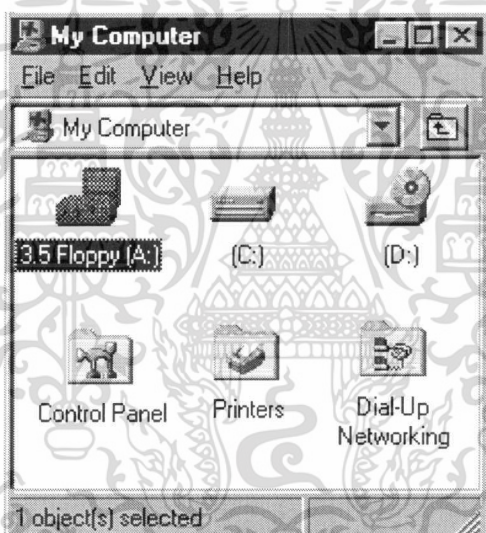 My Computer
File Edit View Help
My Computer
3.5 Floppy (A:)
(C:)
(D:)
Control Panel
Printers
Dial-Up
Networking
1 object(s) selected